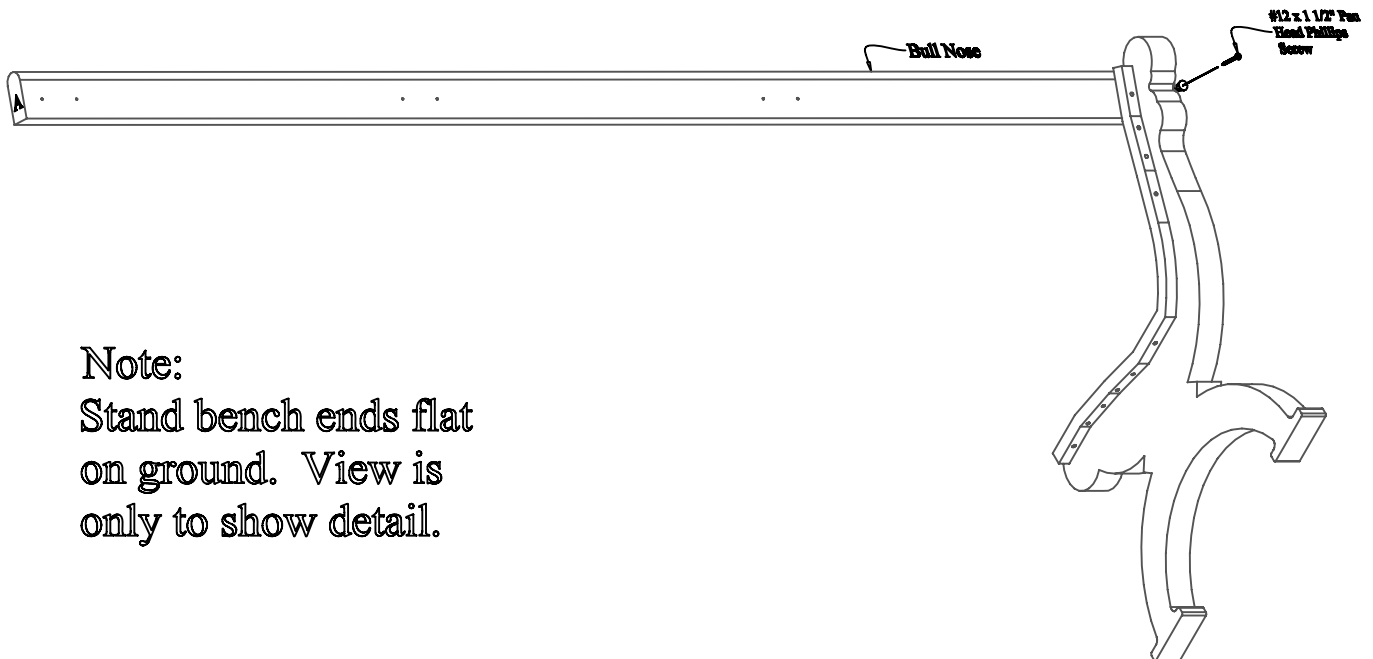 #12 x 1 1/2" Pan
Head Phillips
Screw
Bull Nose
A
Note:
Stand bench ends flat
on ground. View is
only to show detail.